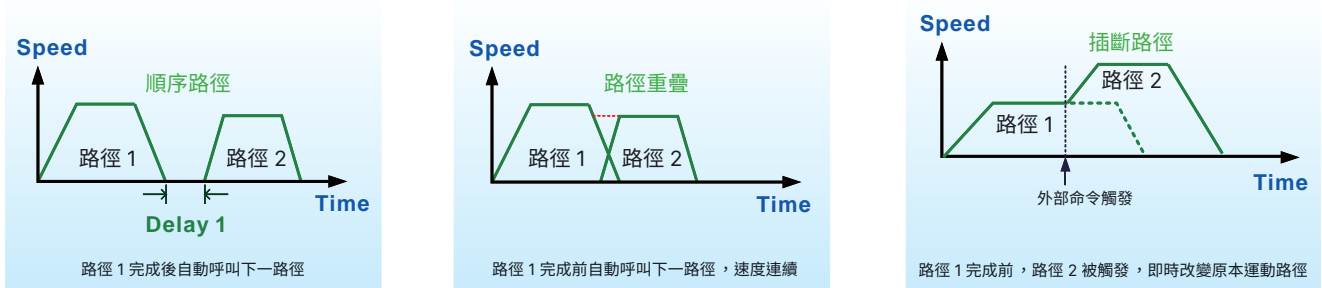 Speed
順序路徑
路徑 1
路徑 2
Time
Delay 1
路徑 1 完成後自動呼叫下一路徑
Speed
路徑重疊
路徑 1
路徑 2
Time
路徑 1 完成前自動呼叫下一路徑，速度連續
Speed
插斷路徑
路徑 2
路徑 1
Time
外部命令觸發
路徑 1 完成前，路徑 2 被觸發，即時改變原本運動路徑